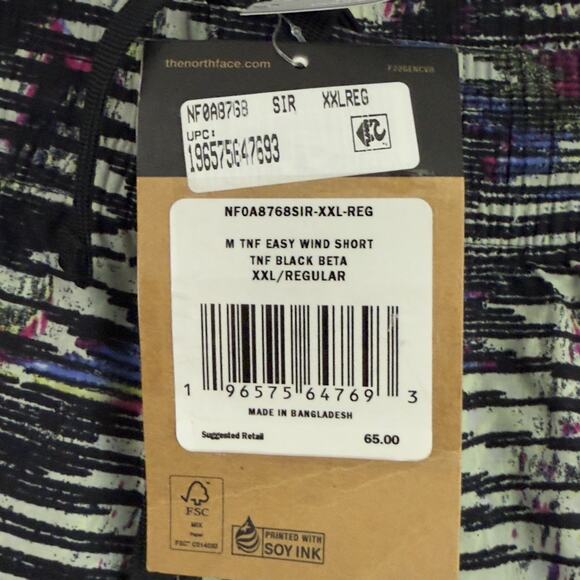 thenorthface.com
NF0A8768 SIR XXLREG
UPC:
196575647693
NF0A8768SIR-XXL-REG
M TNF EASY WIND SHORT
TNF BLACK BETA
XXL/REGULAR
1 96575 64769 3
MADE IN BANGLADESH
Suggested Retail 65.00
FSC
MIX
Paper
PRINTED WITH
SOY INK